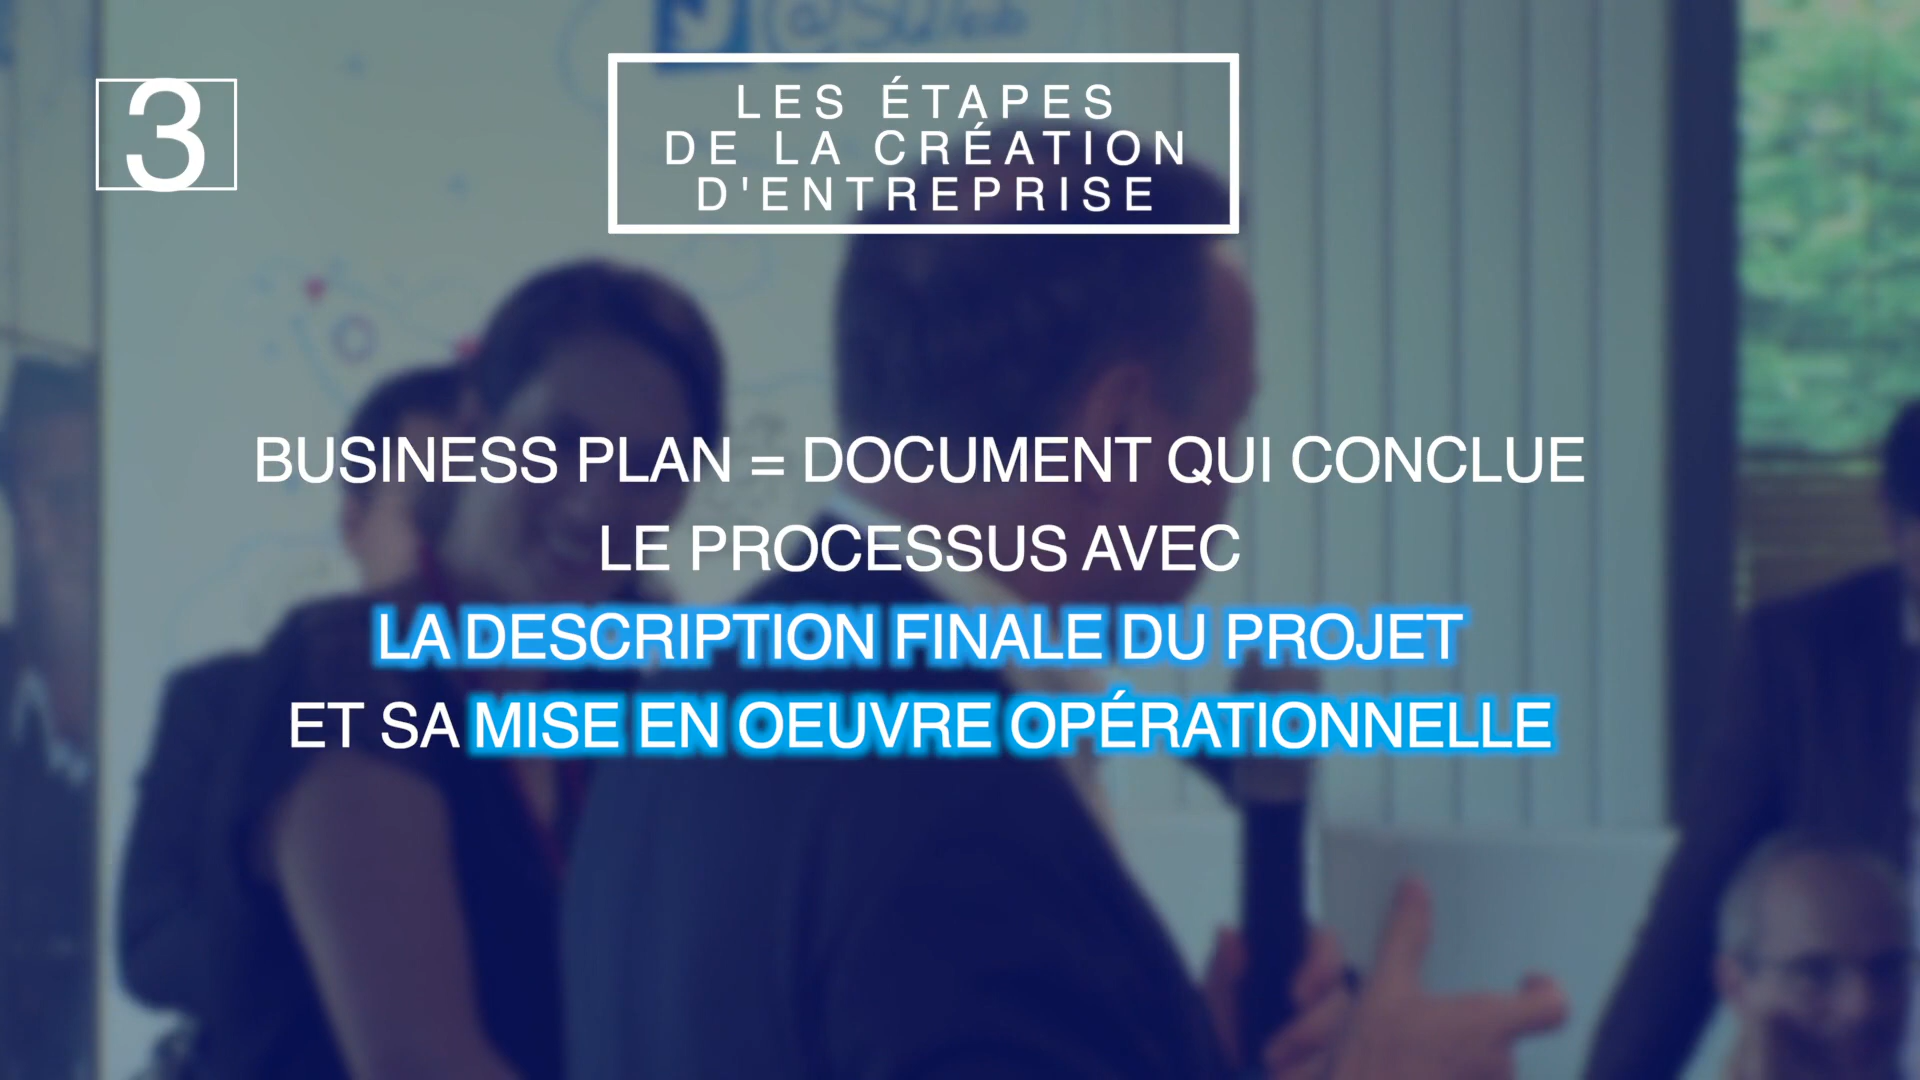 3
LES ÉTAPES
DE LA CRÉATION
D'ENTREPRISE
BUSINESS PLAN = DOCUMENT QUI CONCLUE
LE PROCESSUS AVEC
LA DESCRIPTION FINALE DU PROJET
ET SA MISE EN OEUVRE OPÉRATIONNELLE